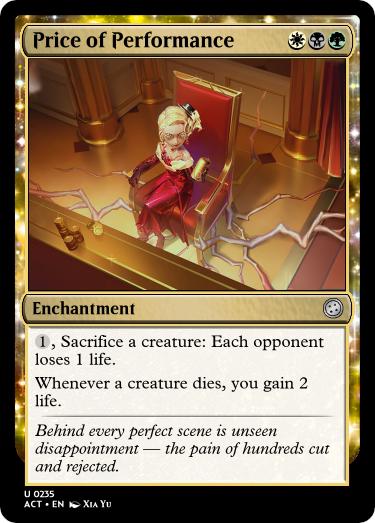 Price of Performance
Enchantment
1, Sacrifice a creature: Each opponent
loses 1 life.
Whenever a creature dies, you gain 2
life.
Behind every perfect scene is unseen
disappointment — the pain of hundreds cut
and rejected.
U 0235
ACT • EN Xia Yu